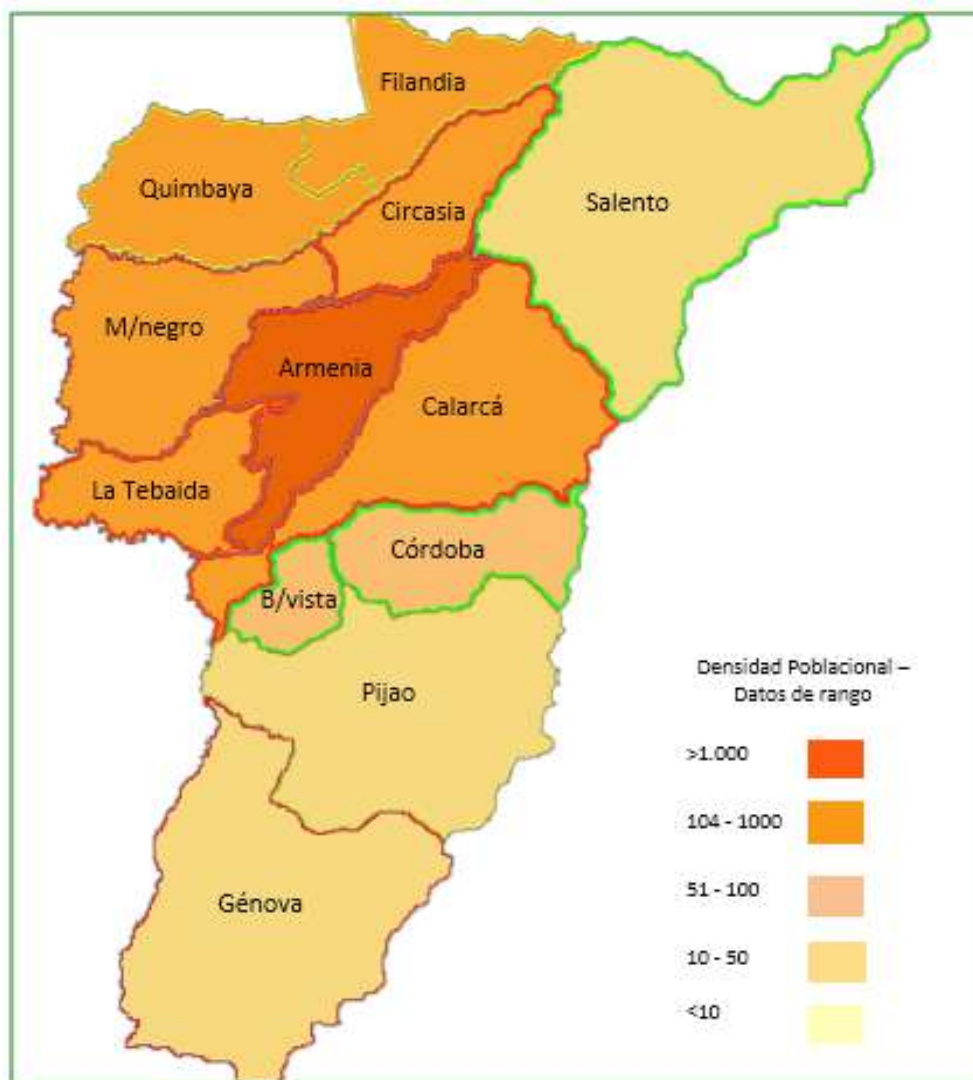 Filandia
Quimbaya
Circasia
Salento
M/negro
Armenia
Calarcá
La Tebaida
Córdoba
B/vista
Pijao
Génova
Densidad Poblacional –
Datos de rango
>1.000
104 - 1000
51 - 100
10 - 50
<10